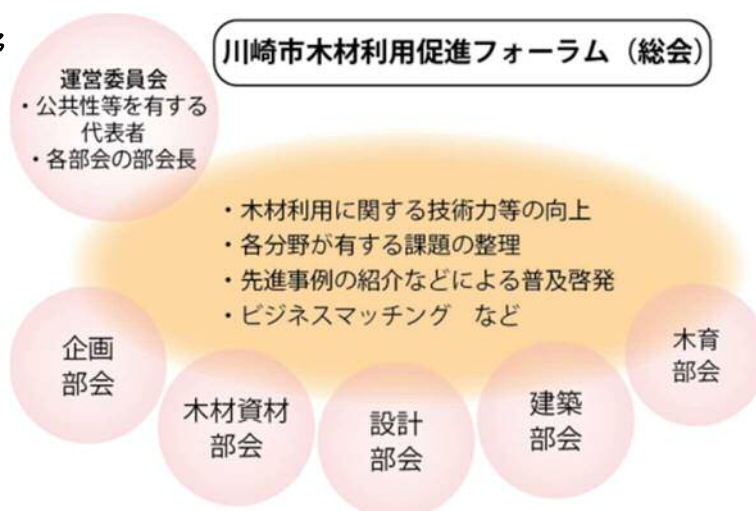 川崎市木材利用促進フォーラム（総会）
運営委員会
・公共性等を有する
代表者
・各部会の部会長
・木材利用に関する技術力等の向上
・各分野が有する課題の整理
・先進事例の紹介などによる普及啓発
・ビジネスマッチング　など
企画
部会
木材資材
部会
設計
部会
建築
部会
木育
部会